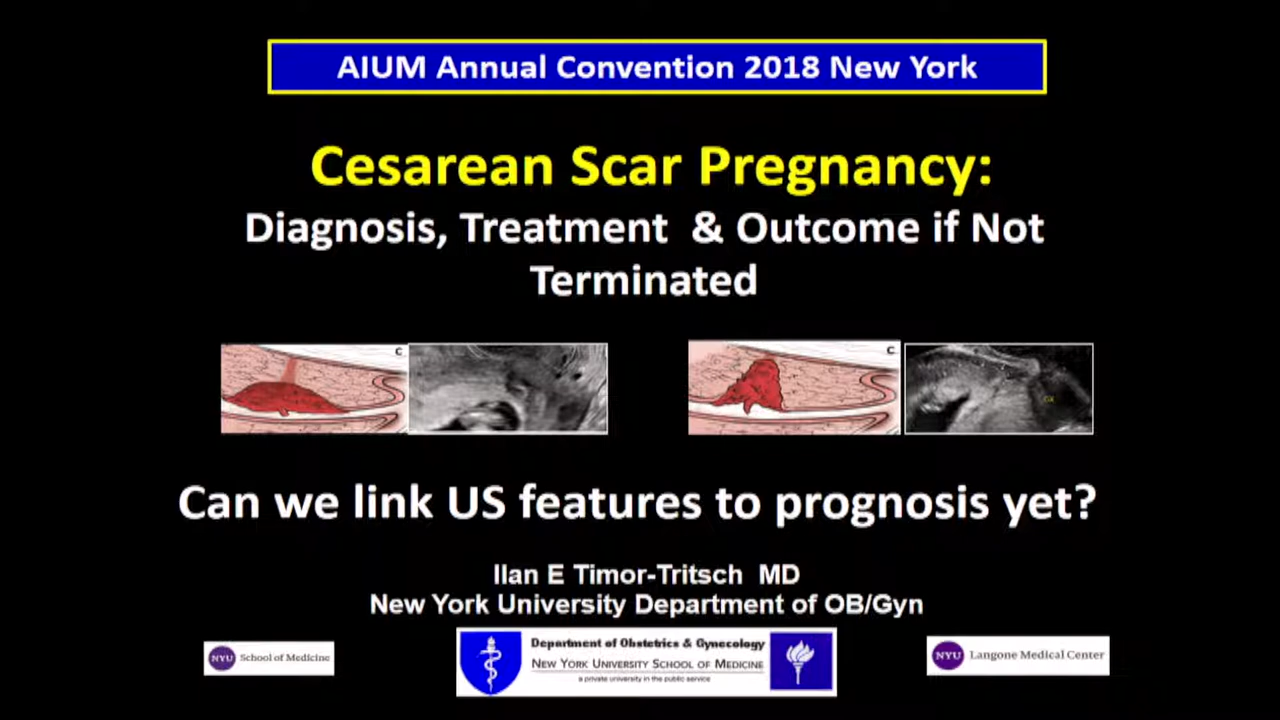 AIUM Annual Convention 2018 New York
Cesarean Scar Pregnancy:
Diagnosis, Treatment & Outcome if Not
Terminated
C
C
CX
Can we link US features to prognosis yet?
Ilan E Timor-Tritsch MD
New York University Department of OB/Gyn
NYU School of Medicine
Department of Obstetrics & Gynecology
NEW YORK UNIVERSITY SCHOOL OF MEDICINE
a private university in the public service
NYU Langone Medical Center